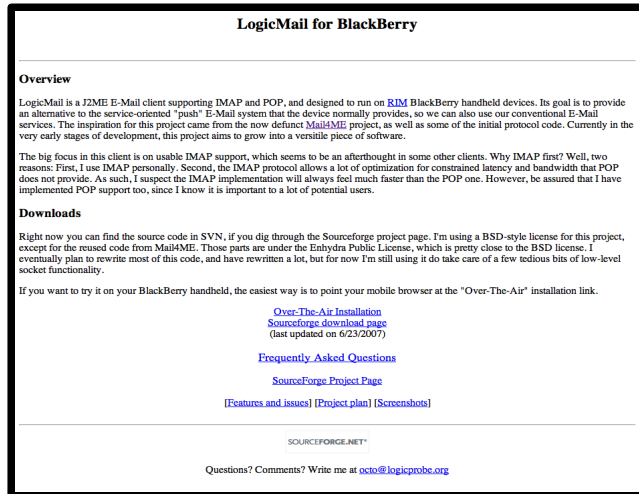 LogicMail for BlackBerry
Overview
LogicMail is a J2ME E-Mail client supporting IMAP and POP, and designed to run on RIM BlackBerry handheld devices. Its goal is to provide
an alternative to the service-oriented "push" E-Mail system that the device normally provides, so we can also use our conventional E-Mail
services. The inspiration for this project came from the now defunct Mail4ME project, as well as some of the initial protocol code. Currently in the
very early stages of development, this project aims to grow into a versitile piece of software.
The big focus in this client is on usable IMAP support, which seems to be an afterthought in some other clients. Why IMAP first? Well, two
reasons: First, I use IMAP personally. Second, the IMAP protocol allows a lot of optimization for constrained latency and bandwidth that POP
does not provide. As such, I suspect the IMAP implementation will always feel much faster than the POP one. However, be assured that I have
implemented POP support too, since I know it is important to a lot of potential users.
Downloads
Right now you can find the source code in SVN, if you dig through the Sourceforge project page. I'm using a BSD-style license for this project,
except for the reused code from Mail4ME. Those parts are under the Enhydra Public License, which is pretty close to the BSD license. I
eventually plan to rewrite most of this code, and have rewritten a lot, but for now I'm still using it do take care of a few tedious bits of low-level
socket functionality.
If you want to try it on your BlackBerry handheld, the easiest way is to point your mobile browser at the "Over-The-Air" installation link.
Over-The-Air Installation
Sourceforge download page
(last updated on 6/23/2007)
Frequently Asked Questions
SourceForge Project Page
[Features and issues] [Project plan] [Screenshots]
SOURCEFORGE.NET®
Questions? Comments? Write me at octo@logicprobe.org